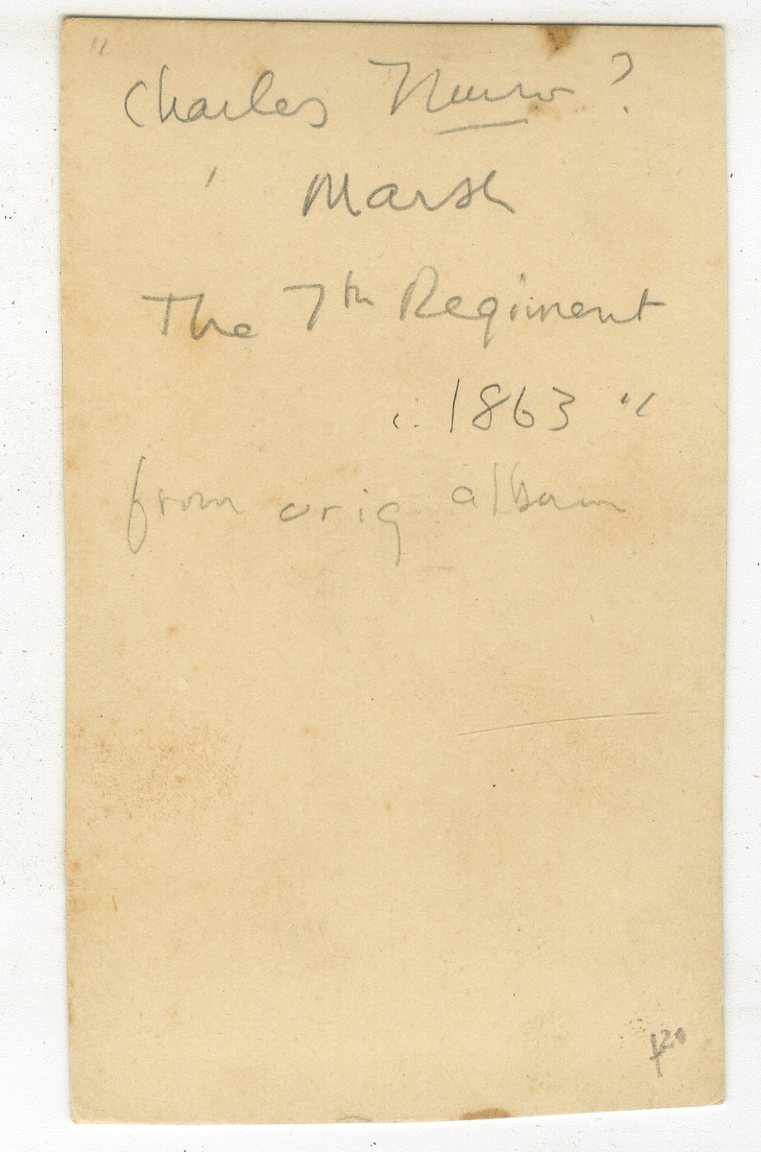 " Charles ?
Marsh
The 7th Regiment
1863 "
from orig album